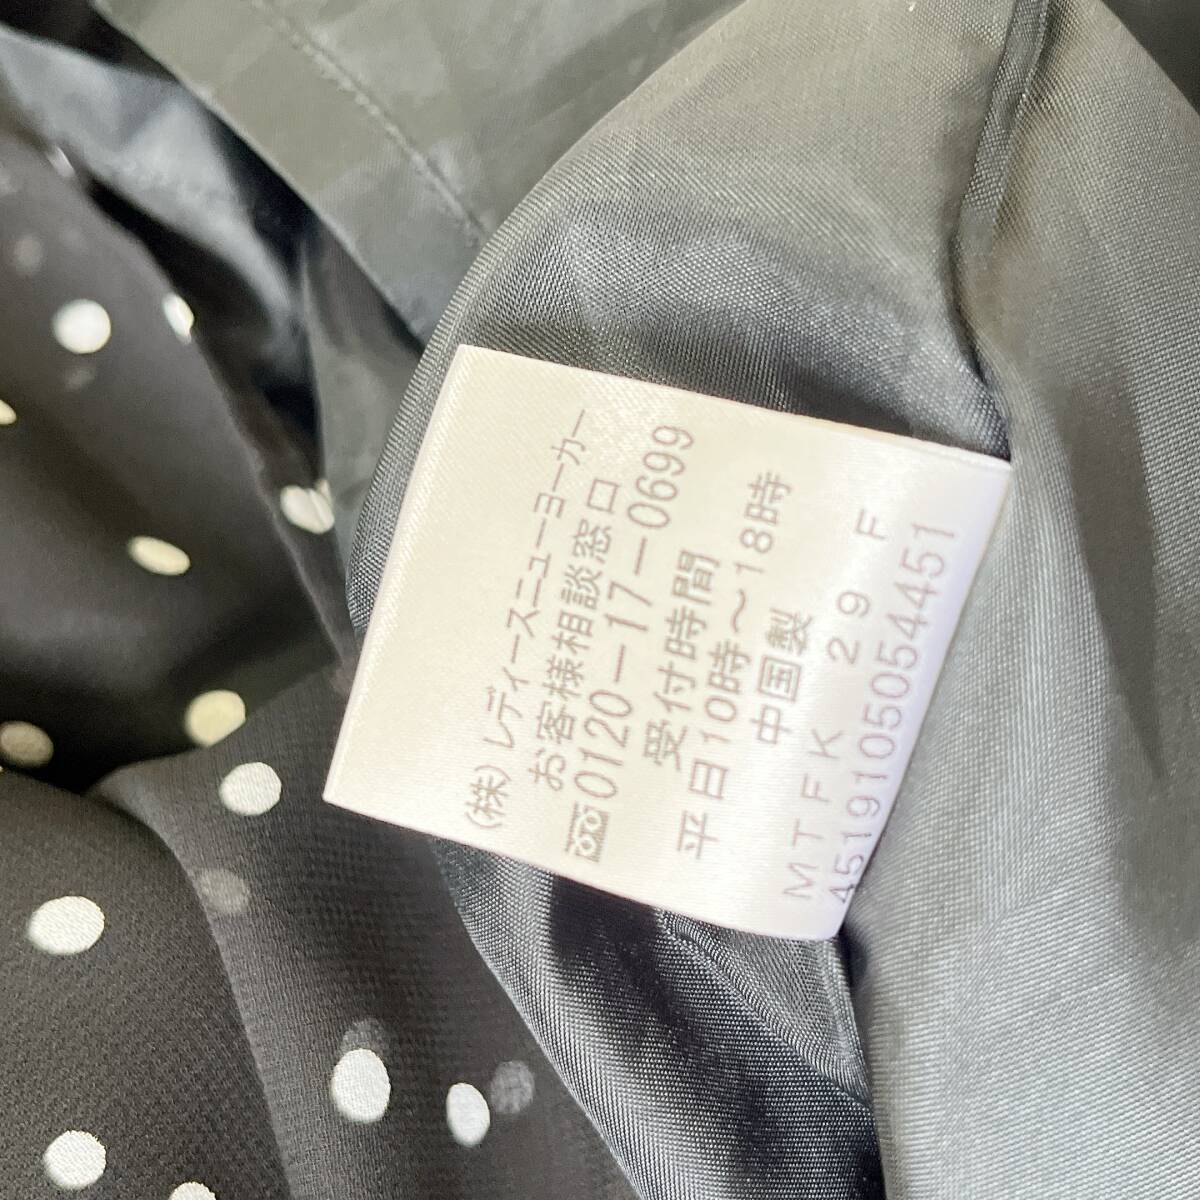 (株)レディースニューヨーカー
お客様相談窓口
0120-17-0699
受付時間
平日10時～18時
中国製
MTFK 29 F
4519105054451